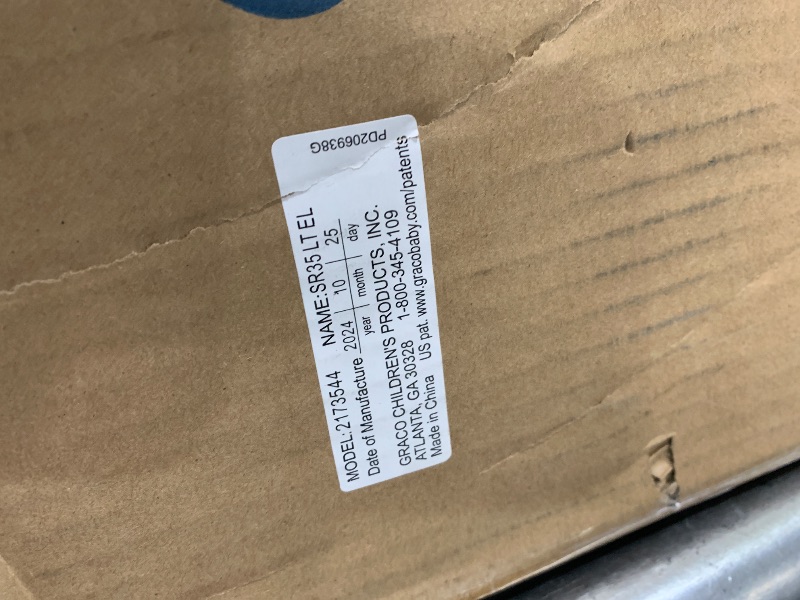 MODEL:2173544 NAME:SR35 LT EL
Date of Manufacture 2024 10 25
year month day
GRACO CHILDREN'S PRODUCTS, INC.
ATLANTA, GA 30328 1-800-345-4109
Made in China US pat. www.gracobaby.com/patents
PD206938G